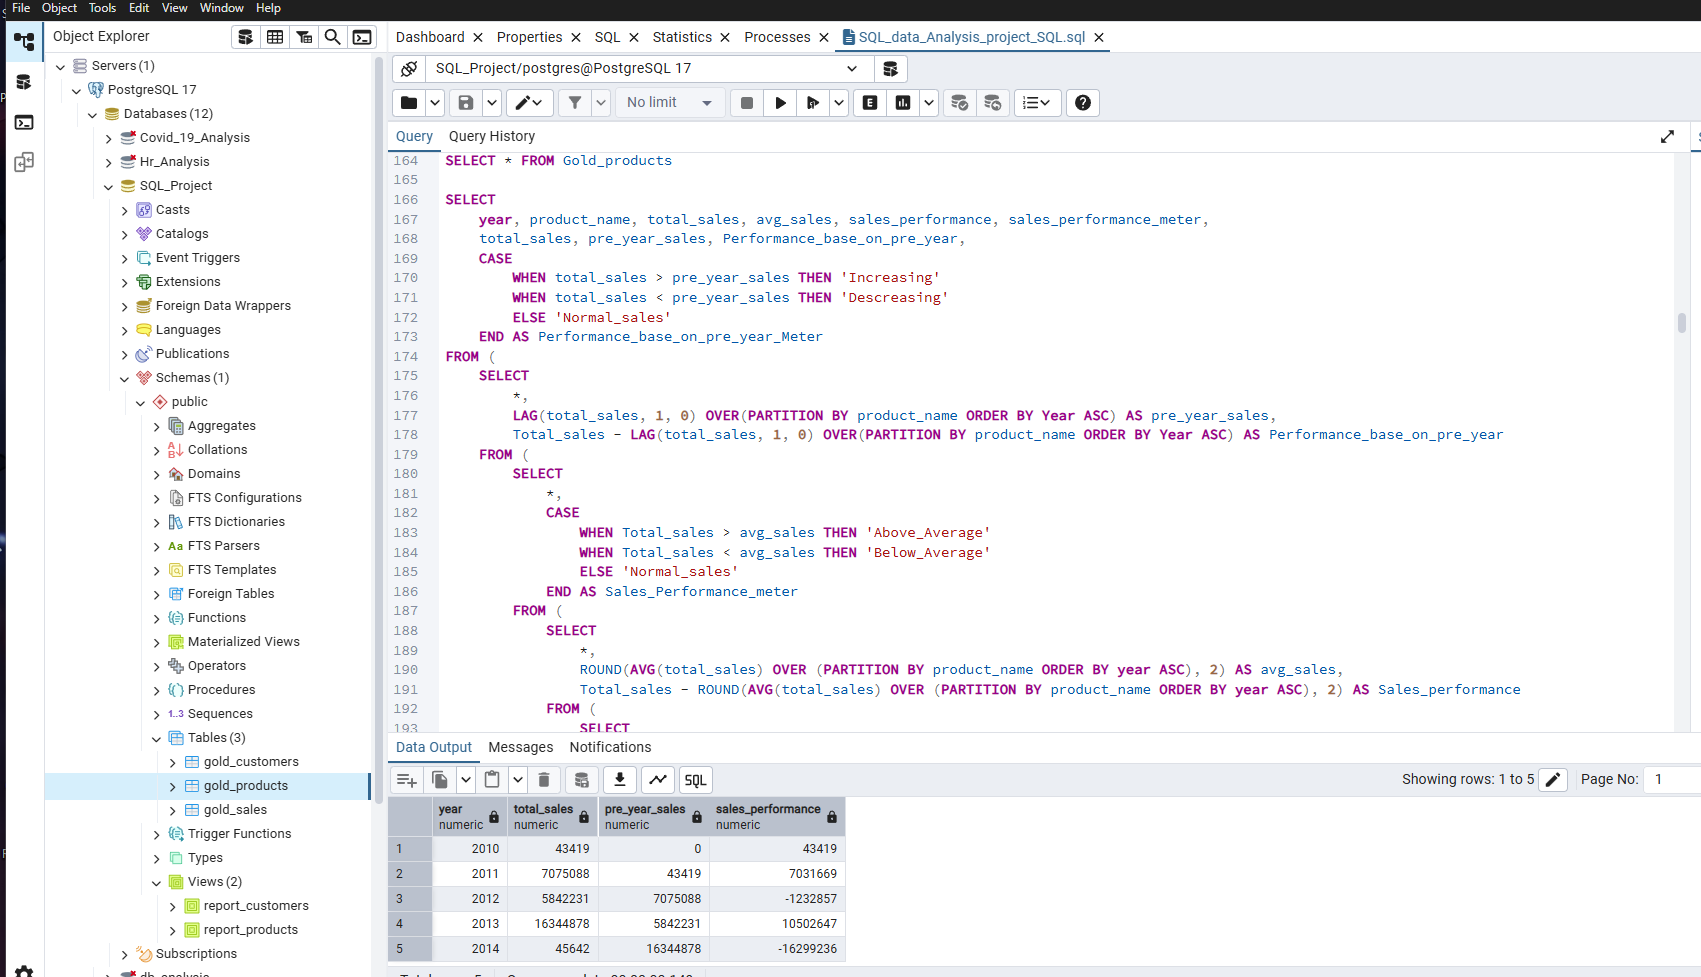 File Object Tools Edit View Window Help
Object Explorer
Dashboard Properties SQL Statistics Processes SQL_data_Analysis_project_SQL.sql
Servers (1)
PostgreSQL 17
Databases (12)
Covid_19_Analysis
Hr_Analysis
SQL_Project
Casts
Catalogs
Event Triggers
Extensions
Foreign Data Wrappers
Languages
Publications
Schemas (1)
public
Aggregates
Collations
Domains
FTS Configurations
FTS Dictionaries
Aa FTS Parsers
FTS Templates
Foreign Tables
Functions
Materialized Views
Operators
Procedures
1..3 Sequences
Tables (3)
gold_customers
gold_products
gold_sales
Trigger Functions
Types
Views (2)
report_customers
report_products
Subscriptions
db_analysis
SQL_Project/postgres@PostgreSQL 17
No limit
E
Query Query History
164 SELECT * FROM Gold_products
165
166 SELECT
167 year, product_name, total_sales, avg_sales, sales_performance, sales_performance_meter,
168 total_sales, pre_year_sales, Performance_base_on_pre_year,
169 CASE
170 WHEN total_sales > pre_year_sales THEN 'Increasing'
171 WHEN total_sales < pre_year_sales THEN 'Descreasing'
172 ELSE 'Normal_sales'
173 END AS Performance_base_on_pre_year_Meter
174 FROM (
175 SELECT
176 *,
177 LAG(total_sales, 1, 0) OVER(PARTITION BY product_name ORDER BY Year ASC) AS pre_year_sales,
178 Total_sales - LAG(total_sales, 1, 0) OVER(PARTITION BY product_name ORDER BY Year ASC) AS Performance_base_on_pre_year
179 FROM (
180 SELECT
181 *,
182 CASE
183 WHEN Total_sales > avg_sales THEN 'Above_Average'
184 WHEN Total_sales < avg_sales THEN 'Below_Average'
185 ELSE 'Normal_sales'
186 END AS Sales_Performance_meter
187 FROM (
188 SELECT
189 *,
190 ROUND(AVG(total_sales) OVER (PARTITION BY product_name ORDER BY year ASC), 2) AS avg_sales,
191 Total_sales - ROUND(AVG(total_sales) OVER (PARTITION BY product_name ORDER BY year ASC), 2) AS Sales_performance
192 FROM (
193 SELECT
Data Output Messages Notifications
SQL
Showing rows: 1 to 5 Page No: 1
year total_sales pre_year_sales sales_performance
numeric numeric numeric numeric
1 2010 43419 0 43419
2 2011 7075088 43419 7031669
3 2012 5842231 7075088 -1232857
4 2013 16344878 5842231 10502647
5 2014 45642 16344878 -16299236